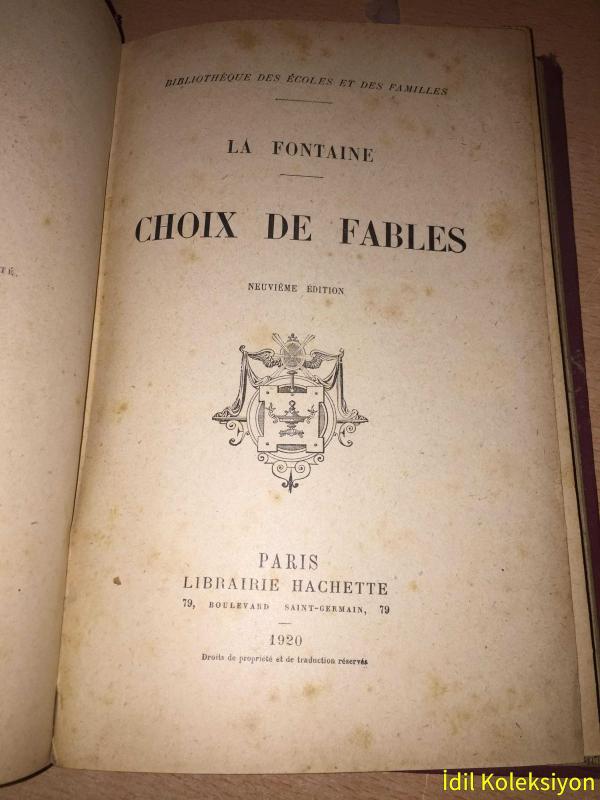 BIBLIOTHÈQUE DES ÉCOLES ET DES FAMILLES
LA FONTAINE
CHOIX DE FABLES
NEUVIÈME ÉDITION
PARIS
LIBRAIRIE HACHETTE
79, BOULEVARD SAINT-GERMAIN, 79
1920
Droits de propriété et de traduction réservés
İdil Koleksiyon